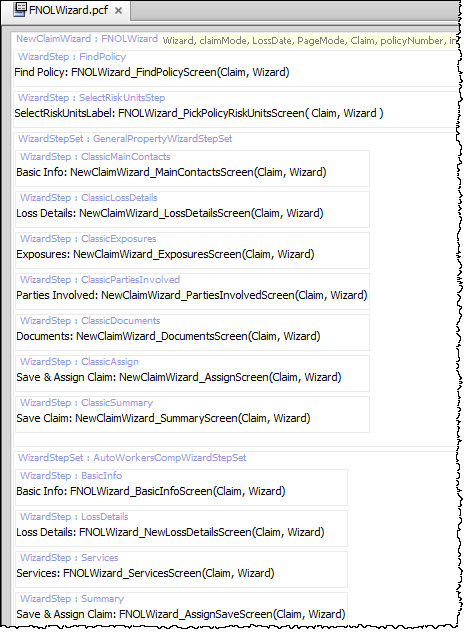 FNOLWizard.pcf
NewClaimWizard : FNOLWizard Wizard, claimMode, LossDate, PageMode, Claim, policyNumber, in
WizardStep : FindPolicy
Find Policy: FNOLWizard_FindPolicyScreen(Claim, Wizard)
WizardStep : SelectRiskUnitsStep
SelectRiskUnitsLabel: FNOLWizard_PickPolicyRiskUnitsScreen( Claim, Wizard )
WizardStepSet : GeneralPropertyWizardStepSet
WizardStep : ClassicMainContacts
Basic Info: NewClaimWizard_MainContactsScreen(Claim, Wizard)
WizardStep : ClassicLossDetails
Loss Details: NewClaimWizard_LossDetailsScreen(Claim, Wizard)
WizardStep : ClassicExposures
Exposures: NewClaimWizard_ExposuresScreen(Claim, Wizard)
WizardStep : ClassicPartiesInvolved
Parties Involved: NewClaimWizard_PartiesInvolvedScreen(Claim, Wizard)
WizardStep : ClassicDocuments
Documents: NewClaimWizard_DocumentsScreen(Claim, Wizard)
WizardStep : ClassicAssign
Save & Assign Claim: NewClaimWizard_AssignScreen(Claim, Wizard)
WizardStep : ClassicSummary
Save Claim: NewClaimWizard_SummaryScreen(Claim, Wizard)
WizardStepSet : AutoWorkersCompWizardStepSet
WizardStep : BasicInfo
Basic Info: FNOLWizard_BasicInfoScreen(Claim, Wizard)
WizardStep : LossDetails
Loss Details: FNOLWizard_NewLossDetailsScreen(Claim, Wizard)
WizardStep : Services
Services: FNOLWizard_ServicesScreen(Claim, Wizard)
WizardStep : Summary
Save & Assign Claim: FNOLWizard_AssignSaveScreen(Claim, Wizard)